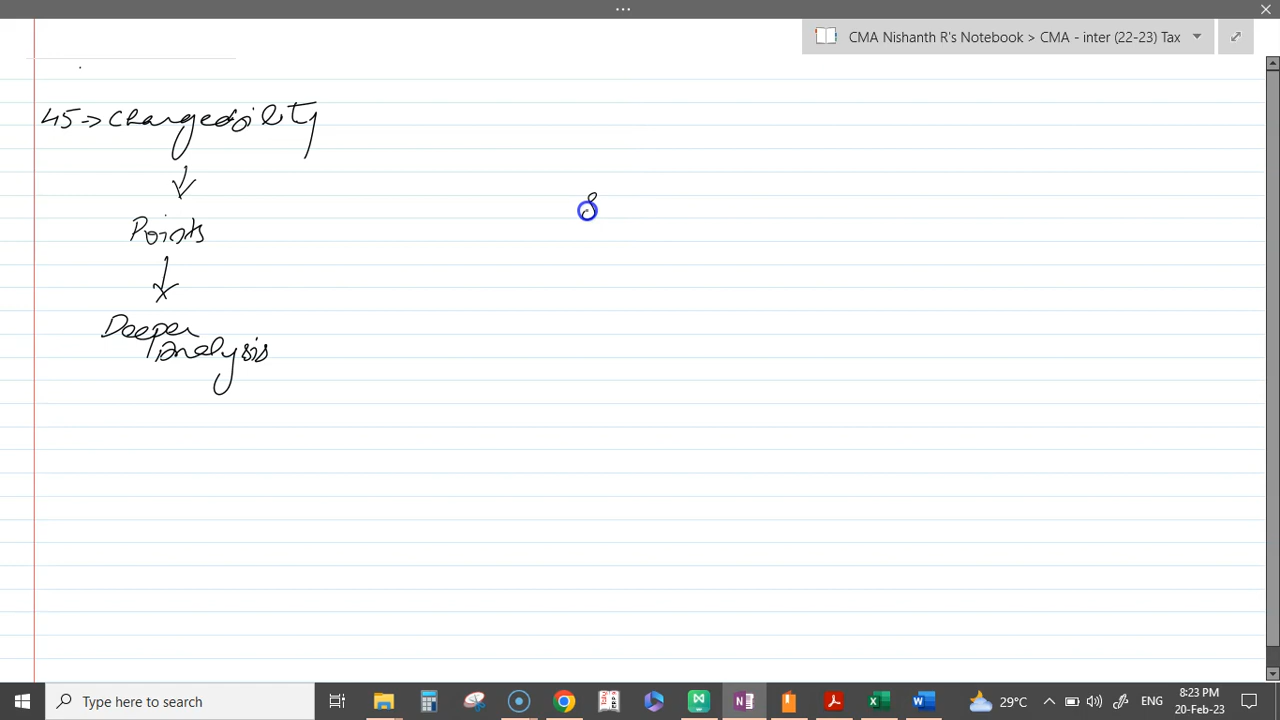 CMA Nishanth R's Notebook > CMA - inter (22-23) Tax
45 => Chargeability
Points
Deeper
analysis
S
Type here to search
29°C
ENG
8:23 PM
20-Feb-23